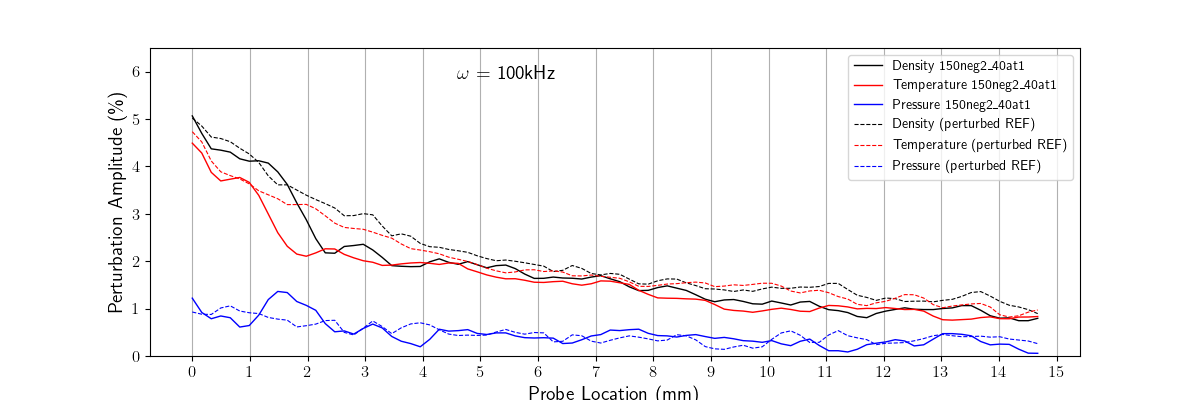 ω = 100kHz
Density 150neg2_40at1
Temperature 150neg2_40at1
Pressure 150neg2_40at1
Density (perturbed REF)
Temperature (perturbed REF)
Pressure (perturbed REF)
Perturbation Amplitude (%)
6
5
4
3
2
1
0
0 1 2 3 4 5 6 7 8 9 10 11 12 13 14 15
Probe Location (mm)